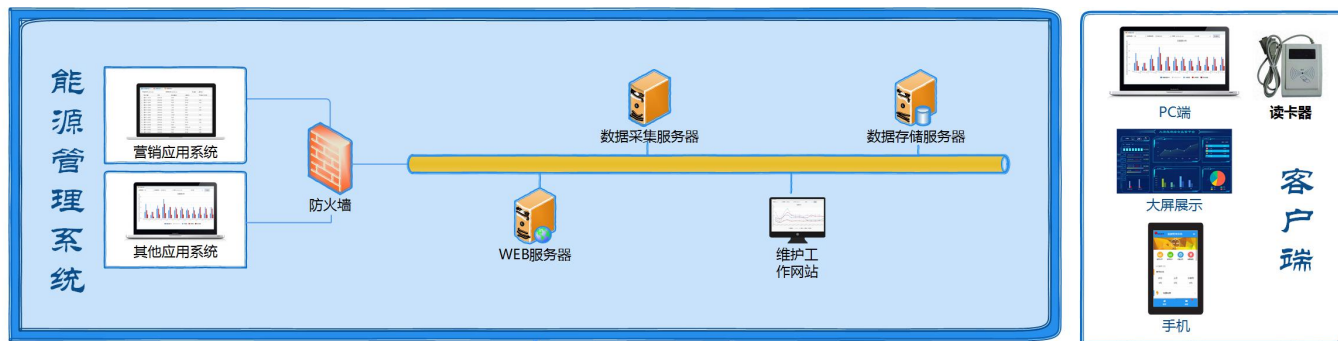 能源管理系统
营销应用系统
其他应用系统
防火墙
数据采集服务器
数据存储服务器
WEB服务器
维护工
作网站
PC端
读卡器
大屏展示
手机
客户端